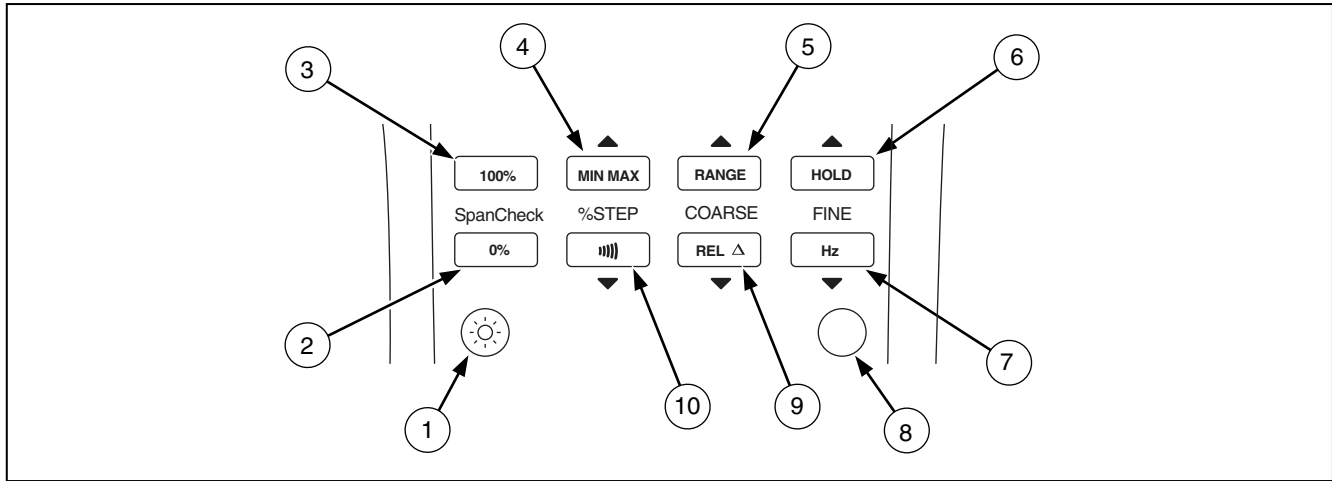 4 5
3 6
100% MIN MAX RANGE HOLD
SpanCheck %STEP COARSE FINE
0% REL Δ Hz
2 7
1 10 9 8